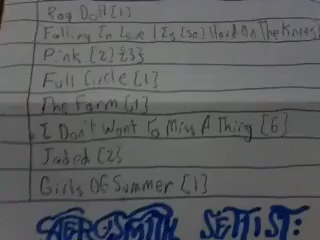 Rag Doll [1]
Falling In Love [Is [So] Hard On The Knees]
Pink [2] {3}
Full Circle [1]
The Farm [1]
I Don't Want To Miss A Thing [6]
Jaded [2]
Girls Of Summer [1]
AEROSMITH SETLIST: